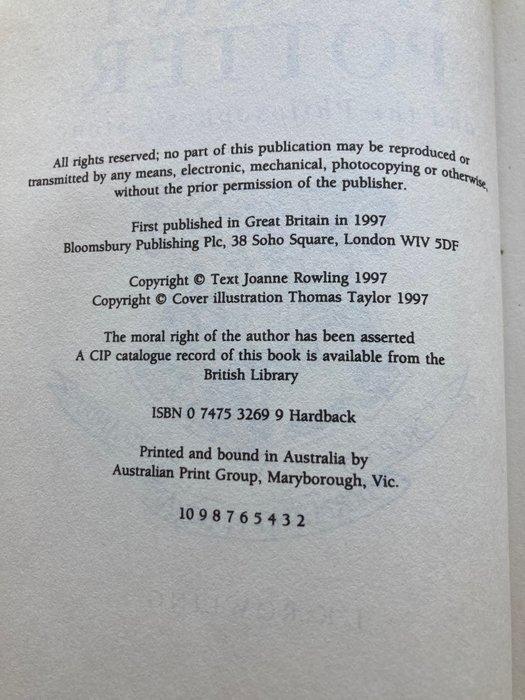 All rights reserved; no part of this publication may be reproduced or
transmitted by any means, electronic, mechanical, photocopying or otherwise,
without the prior permission of the publisher.
First published in Great Britain in 1997
Bloomsbury Publishing Plc, 38 Soho Square, London WIV 5DF
Copyright © Text Joanne Rowling 1997
Copyright © Cover illustration Thomas Taylor 1997
The moral right of the author has been asserted
A CIP catalogue record of this book is available from the
British Library
ISBN 0 7475 3269 9 Hardback
Printed and bound in Australia by
Australian Print Group, Maryborough, Vic.
10 9 8 7 6 5 4 3 2